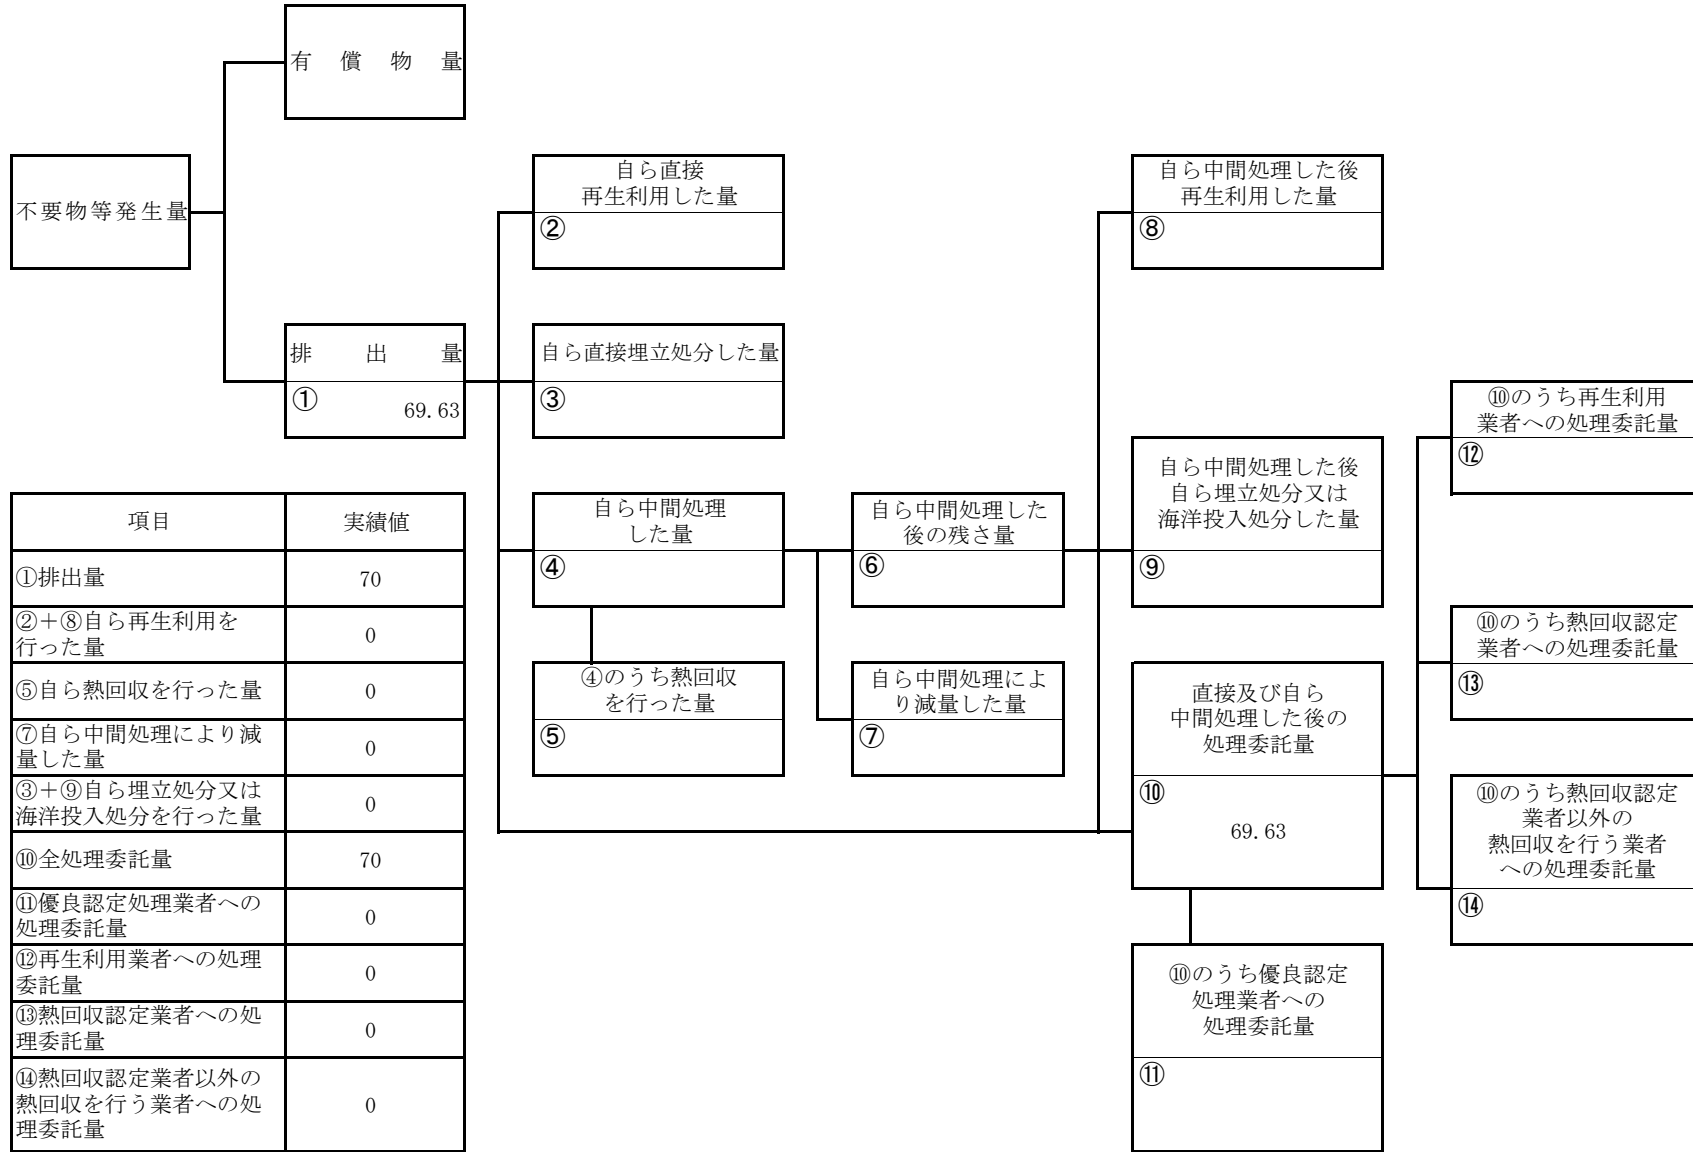 有償物量
不要物等発生量
自ら直接
再生利用した量
②
自ら中間処理した後
再生利用した量
⑧
排出量
①
69.63
自ら直接埋立処分した量
③
⑩のうち再生利用
業者への処理委託量
⑫
自ら中間処理
した量
④
自ら中間処理した
後の残さ量
⑥
自ら中間処理した後
自ら埋立処分又は
海洋投入処分した量
⑨
⑩のうち熱回収認定
業者への処理委託量
⑬
④のうち熱回収
を行った量
⑤
自ら中間処理によ
り減量した量
⑦
直接及び自ら
中間処理した後の
処理委託量
⑩
69.63
⑩のうち熱回収認定
業者以外の
熱回収を行う業者
への処理委託量
⑭
⑩のうち優良認定
処理業者への
処理委託量
⑪
項目 実績値
①排出量 70
②＋⑧自ら再生利用を
行った量 0
⑤自ら熱回収を行った量 0
⑦自ら中間処理により減
量した量 0
③＋⑨自ら埋立処分又は
海洋投入処分を行った量 0
⑩全処理委託量 70
⑪優良認定処理業者への
処理委託量 0
⑫再生利用業者への処理
委託量 0
⑬熱回収認定業者への処
理委託量 0
⑭熱回収認定業者以外の
熱回収を行う業者への処
理委託量 0